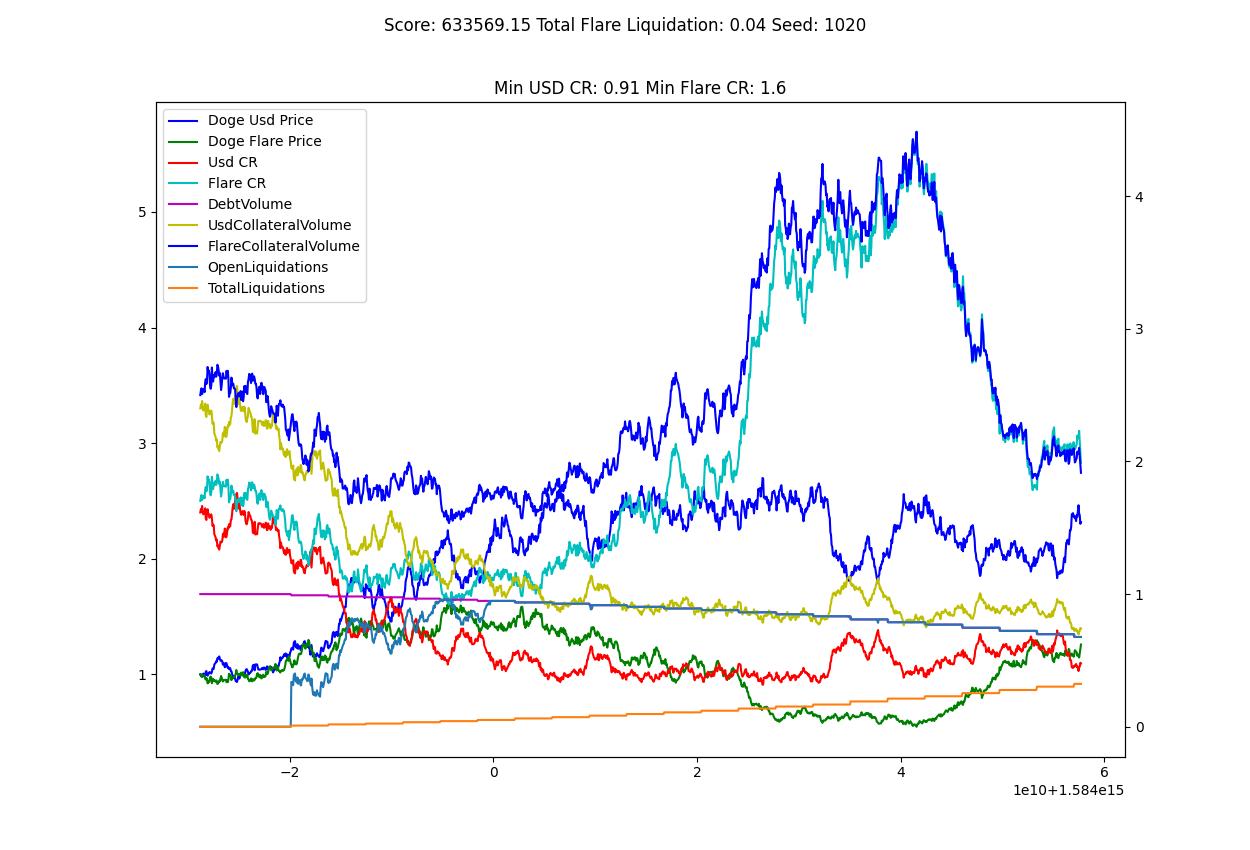 Score: 633569.15 Total Flare Liquidation: 0.04 Seed: 1020
Min USD CR: 0.91 Min Flare CR: 1.6
Doge Usd Price
Doge Flare Price
Usd CR
Flare CR
DebtVolume
UsdCollateralVolume
FlareCollateralVolume
OpenLiquidations
TotalLiquidations
5
4
3
2
1
4
3
2
1
0
−2
0
2
4
6
1e10+1.584e15